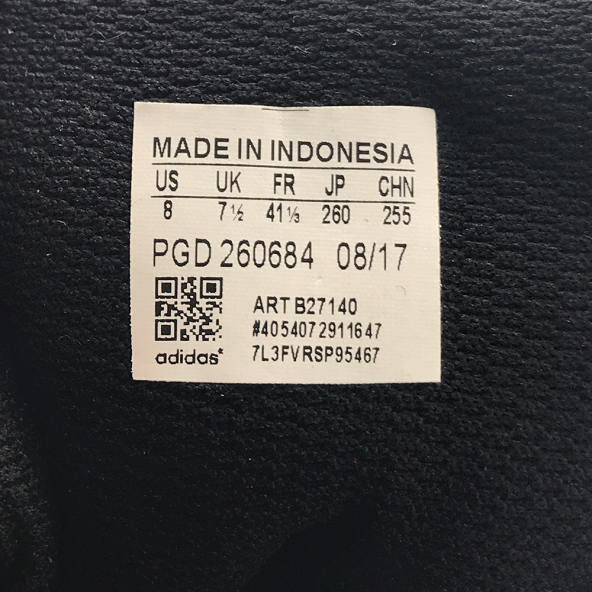 MADE IN INDONESIA
US UK FR JP CHN
8 7½ 41⅓ 260 255
PGD 260684 08/17
ART B27140
#4054072911647
adidas* 7L3FVRSP95467